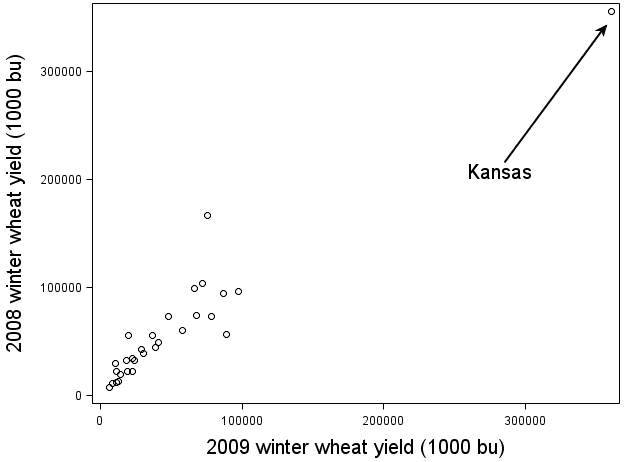 2008 winter wheat yield (1000 bu)
300000
200000
100000
0
Kansas
0 100000 200000 300000
2009 winter wheat yield (1000 bu)